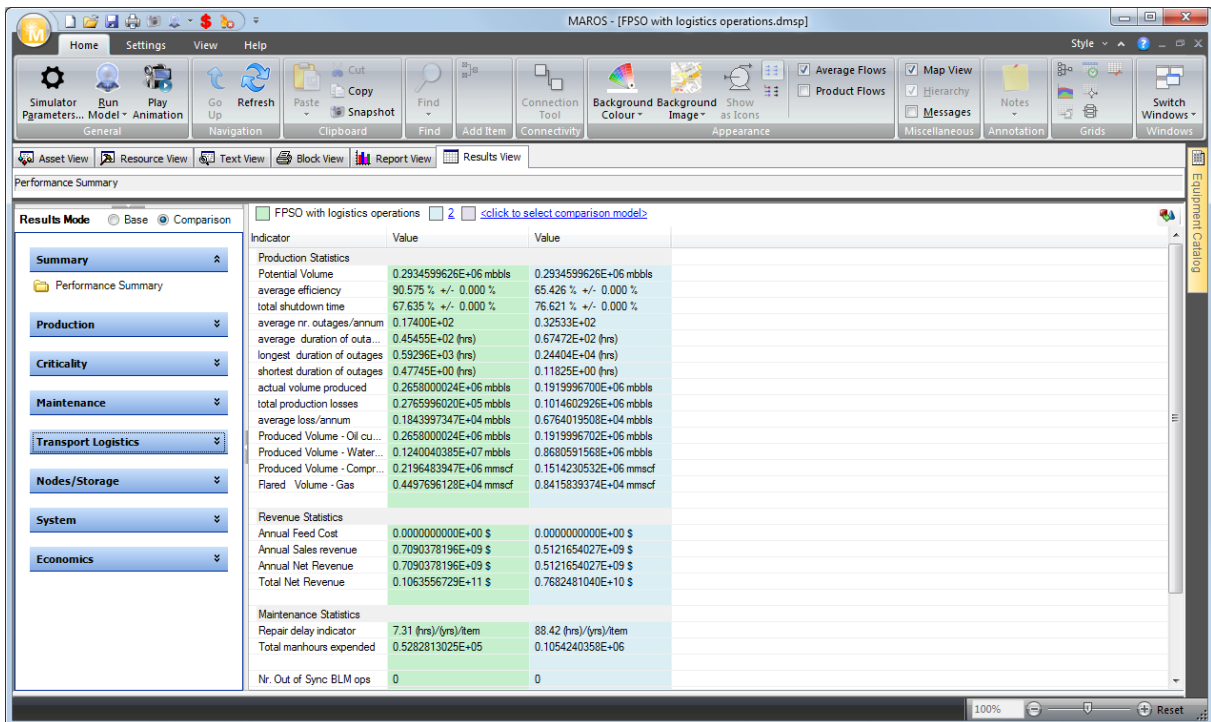 MAROS - [FPSO with logistics operations.dmsp]
Home Settings View Help Style
Simulator Parameters... Run Model Play Animation Go Up Refresh Paste Cut Copy Snapshot Find Connection Tool Background Colour Background Image Show as Icons Average Flows Product Flows Map View Hierarchy Messages Notes Switch Windows
General Navigation Clipboard Find Add Item Connectivity Appearance Miscellaneous Annotation Grids Windows
Asset View Resource View Text View Block View Report View Results View
Performance Summary
Equipment Catalog
Results Mode Base Comparison
Summary
Performance Summary
Production
Criticality
Maintenance
Transport Logistics
Nodes/Storage
System
Economics
FPSO with logistics operations 2 <click to select comparison model>
Indicator Value Value
Production Statistics
Potential Volume 0.2934599626E+06 mbbls 0.2934599626E+06 mbbls
average efficiency 90.575 % +/- 0.000 % 65.426 % +/- 0.000 %
total shutdown time 67.635 % +/- 0.000 % 76.621 % +/- 0.000 %
average nr. outages/annum 0.17400E+02 0.32533E+02
average duration of outa... 0.45455E+02 (hrs) 0.67472E+02 (hrs)
longest duration of outages 0.59296E+03 (hrs) 0.24404E+04 (hrs)
shortest duration of outages 0.47745E+00 (hrs) 0.11825E+00 (hrs)
actual volume produced 0.2658000024E+06 mbbls 0.1919996700E+06 mbbls
total production losses 0.2765996020E+05 mbbls 0.1014602926E+06 mbbls
average loss/annum 0.1843997347E+04 mbbls 0.6764019508E+04 mbbls
Produced Volume - Oil cu... 0.2658000024E+06 mbbls 0.1919996702E+06 mbbls
Produced Volume - Water... 0.1240040385E+07 mbbls 0.8680591568E+06 mbbls
Produced Volume - Compr... 0.2196483947E+06 mmscf 0.1514230532E+06 mmscf
Flared Volume - Gas 0.4497696128E+04 mmscf 0.8415839374E+04 mmscf
Revenue Statistics
Annual Feed Cost 0.0000000000E+00 $ 0.0000000000E+00 $
Annual Sales revenue 0.7090378196E+09 $ 0.5121654027E+09 $
Annual Net Revenue 0.7090378196E+09 $ 0.5121654027E+09 $
Total Net Revenue 0.1063556729E+11 $ 0.7682481040E+10 $
Maintenance Statistics
Repair delay indicator 7.31 (hrs)/(yrs)/item 88.42 (hrs)/(yrs)/item
Total manhours expended 0.5282813025E+05 0.1054240358E+06
Nr. Out of Sync BLM ops 0 0
100% Reset